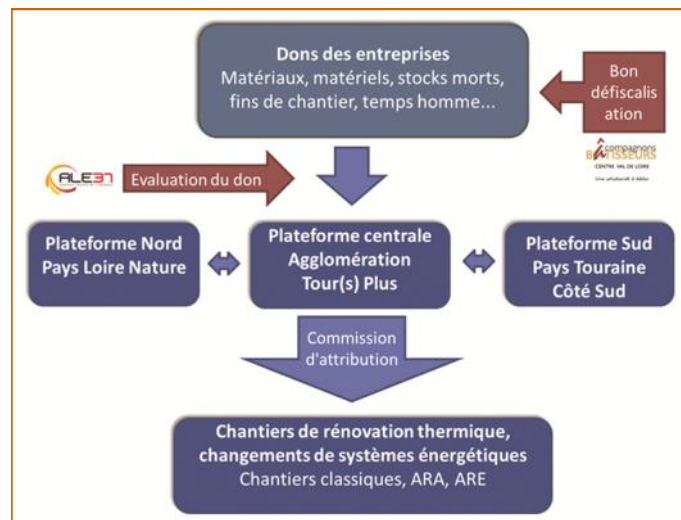 Dons des entreprises
Matériaux, matériels, stocks morts,
fins de chantier, temps homme...
Bon
défiscalis
ation
ALE37
Evaluation du don
compagnons
BÂTISSEURS
CENTRE VAL DE LOIRE
Plateforme Nord
Pays Loire Nature
Plateforme centrale
Agglomération
Tour(s) Plus
Plateforme Sud
Pays Touraine
Côté Sud
Commission
d'attribution
Chantiers de rénovation thermique,
changements de systèmes énergétiques
Chantiers classiques, ARA, ARE